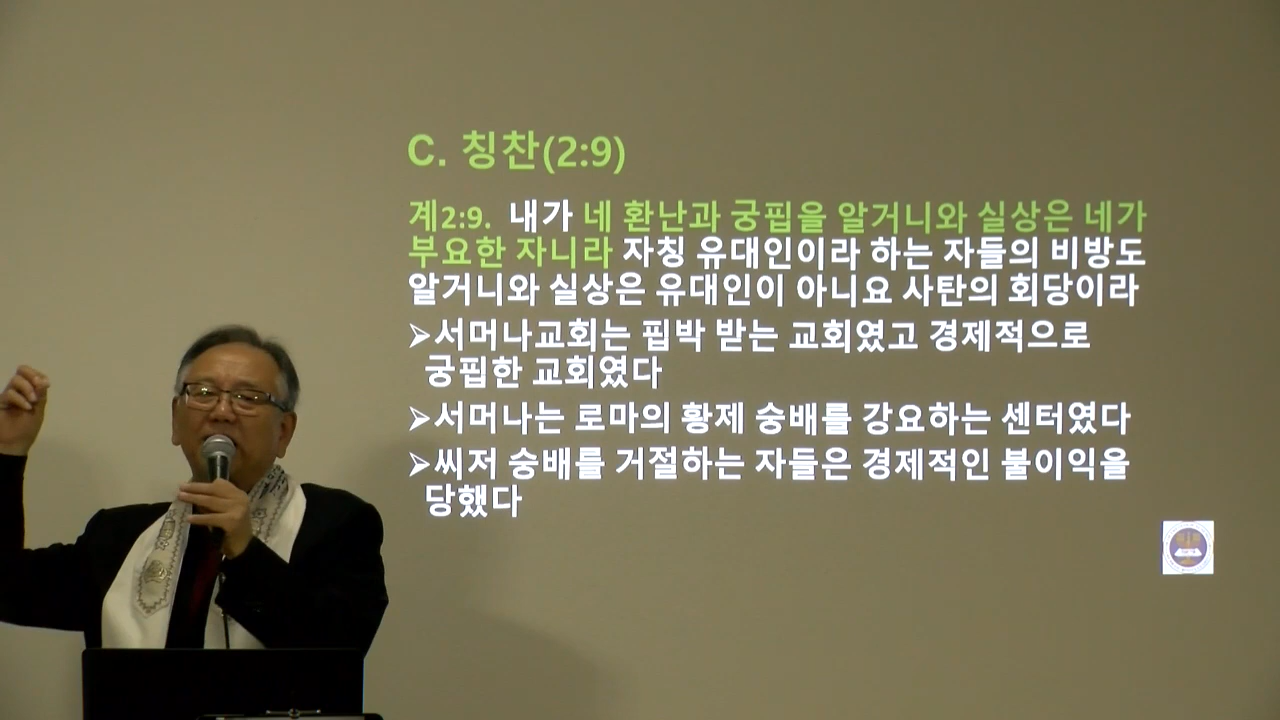 C. 칭찬(2:9)
계2:9. 내가 네 환난과 궁핍을 알거니와 실상은 네가
부요한 자니라 자칭 유대인이라 하는 자들의 비방도
알거니와 실상은 유대인이 아니요 사탄의 회당이라
➢서머나교회는 핍박 받는 교회였고 경제적으로
궁핍한 교회였다
➢서머나는 로마의 황제 숭배를 강요하는 센터였다
➢씨저 숭배를 거절하는 자들은 경제적인 불이익을
당했다